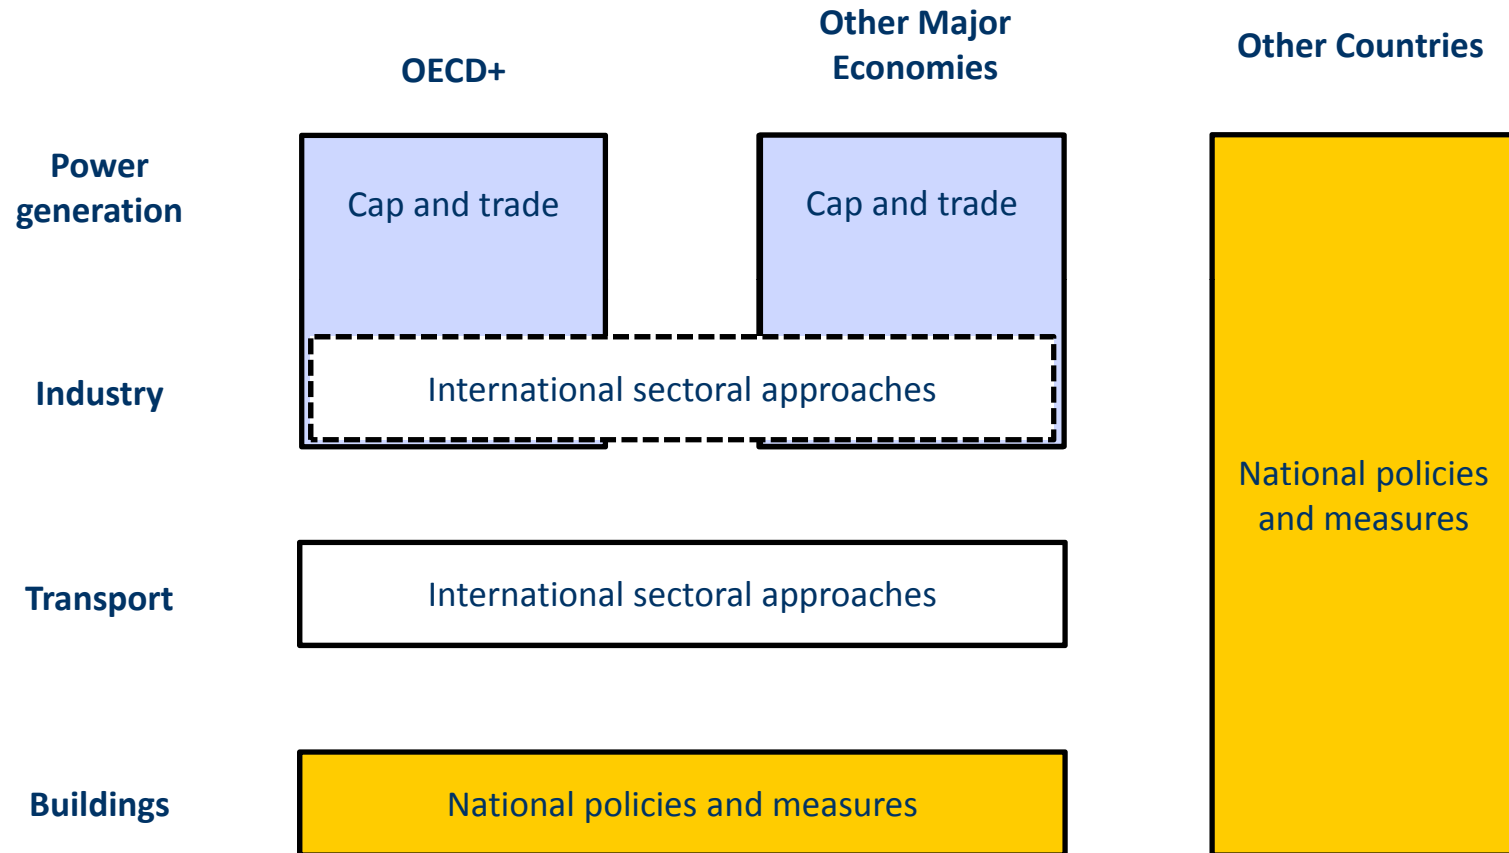 OECD+
Other Major
Economies
Other Countries
Power
generation
Cap and trade
Cap and trade
Industry
International sectoral approaches
National policies
and measures
Transport
International sectoral approaches
Buildings
National policies and measures